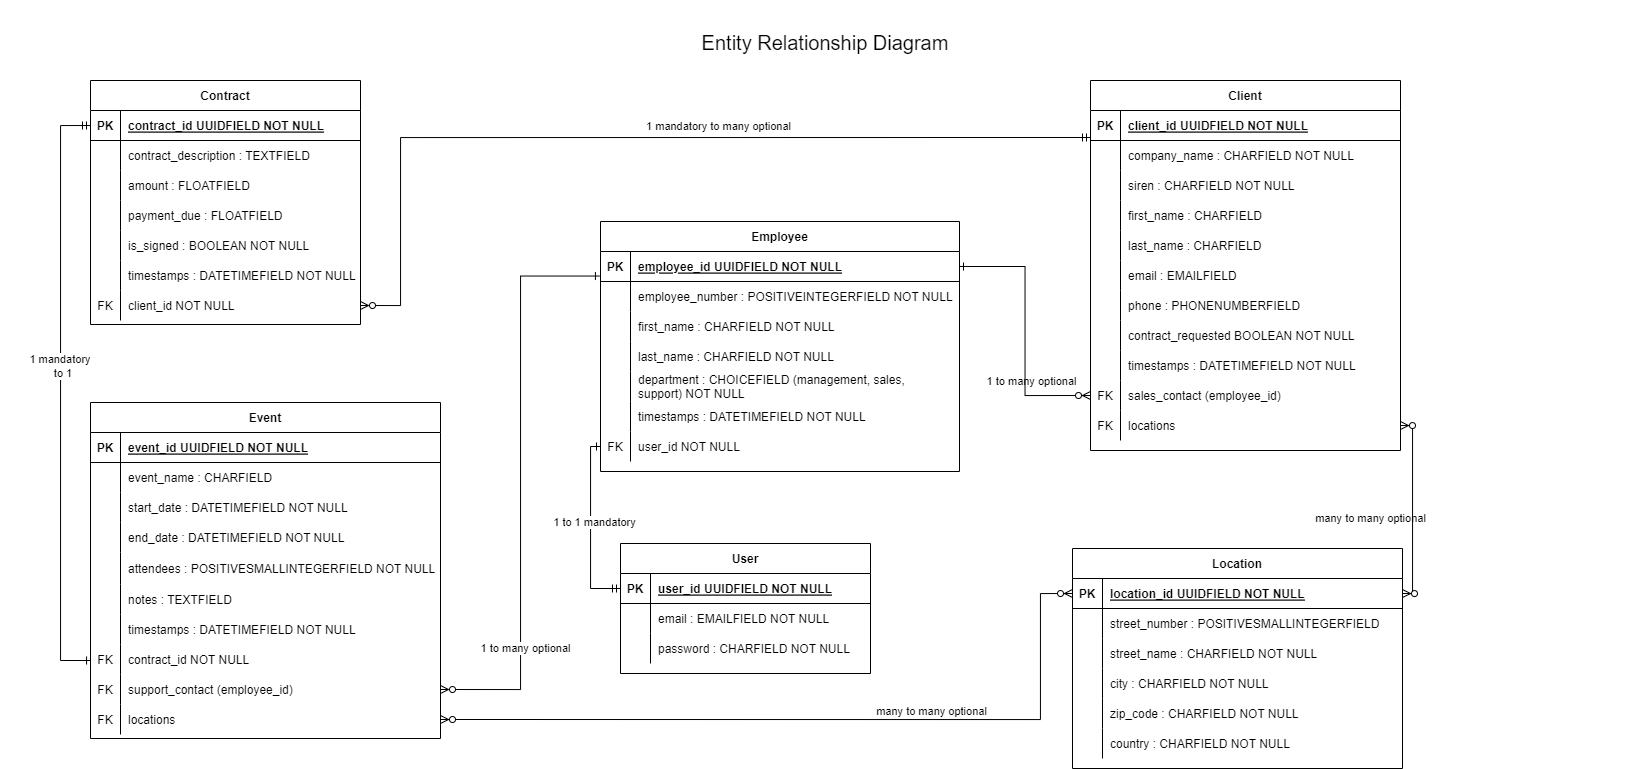 Entity Relationship Diagram
Contract
PK contract_id UUIDFIELD NOT NULL
contract_description : TEXTFIELD
amount : FLOATFIELD
payment_due : FLOATFIELD
is_signed : BOOLEAN NOT NULL
timestamps : DATETIMEFIELD NOT NULL
FK client_id NOT NULL
1 mandatory to many optional
Client
PK client_id UUIDFIELD NOT NULL
company_name : CHARFIELD NOT NULL
siren : CHARFIELD NOT NULL
first_name : CHARFIELD
last_name : CHARFIELD
email : EMAILFIELD
phone : PHONENUMBERFIELD
contract_requested BOOLEAN NOT NULL
timestamps : DATETIMEFIELD NOT NULL
FK sales_contact (employee_id)
FK locations
Employee
PK employee_id UUIDFIELD NOT NULL
employee_number : POSITIVEINTEGERFIELD NOT NULL
first_name : CHARFIELD NOT NULL
last_name : CHARFIELD NOT NULL
department : CHOICEFIELD (management, sales,
support) NOT NULL
timestamps : DATETIMEFIELD NOT NULL
FK user_id NOT NULL
1 to many optional
1 mandatory
to 1
Event
PK event_id UUIDFIELD NOT NULL
event_name : CHARFIELD
start_date : DATETIMEFIELD NOT NULL
end_date : DATETIMEFIELD NOT NULL
attendees : POSITIVESMALLINTEGERFIELD NOT NULL
notes : TEXTFIELD
timestamps : DATETIMEFIELD NOT NULL
FK contract_id NOT NULL
FK support_contact (employee_id)
FK locations
1 to many optional
1 to 1 mandatory
User
PK user_id UUIDFIELD NOT NULL
email : EMAILFIELD NOT NULL
password : CHARFIELD NOT NULL
many to many optional
many to many optional
Location
PK location_id UUIDFIELD NOT NULL
street_number : POSITIVESMALLINTEGERFIELD
street_name : CHARFIELD NOT NULL
city : CHARFIELD NOT NULL
zip_code : CHARFIELD NOT NULL
country : CHARFIELD NOT NULL